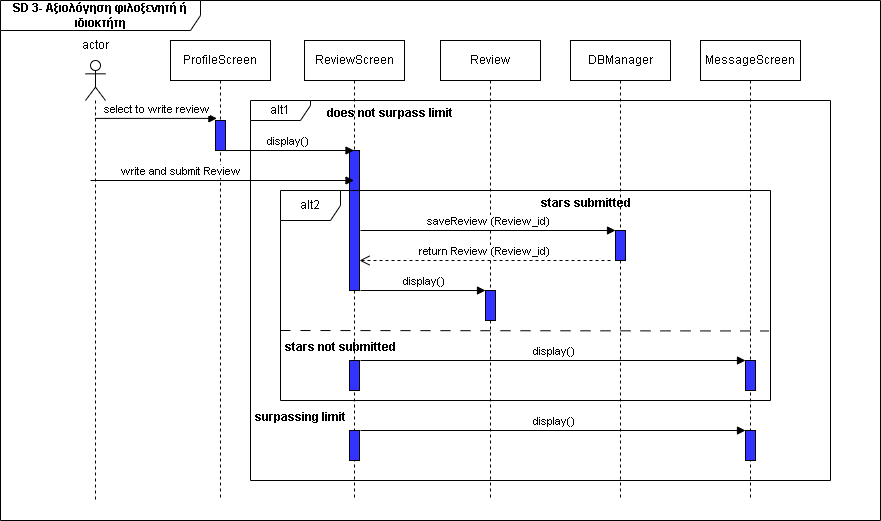 SD 3- Αξιολόγηση φιλοξενητή ή
ιδιοκτήτη
actor
ProfileScreen
ReviewScreen
Review
DBManager
MessageScreen
select to write review
alt1
does not surpass limit
display()
write and submit Review
alt2
stars submitted
saveReview (Review_id)
return Review (Review_id)
display()
stars not submitted
display()
surpassing limit
display()